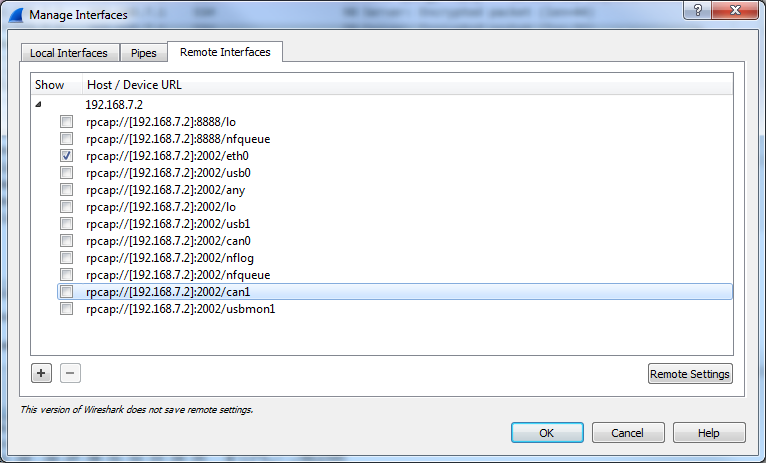 Manage Interfaces
Local Interfaces Pipes Remote Interfaces
Show Host / Device URL
192.168.7.2
rpcap://[192.168.7.2]:8888/lo
rpcap://[192.168.7.2]:8888/nfqueue
rpcap://[192.168.7.2]:2002/eth0
rpcap://[192.168.7.2]:2002/usb0
rpcap://[192.168.7.2]:2002/any
rpcap://[192.168.7.2]:2002/lo
rpcap://[192.168.7.2]:2002/usb1
rpcap://[192.168.7.2]:2002/can0
rpcap://[192.168.7.2]:2002/nflog
rpcap://[192.168.7.2]:2002/nfqueue
rpcap://[192.168.7.2]:2002/can1
rpcap://[192.168.7.2]:2002/usbmon1
+ − Remote Settings
This version of Wireshark does not save remote settings.
OK Cancel Help